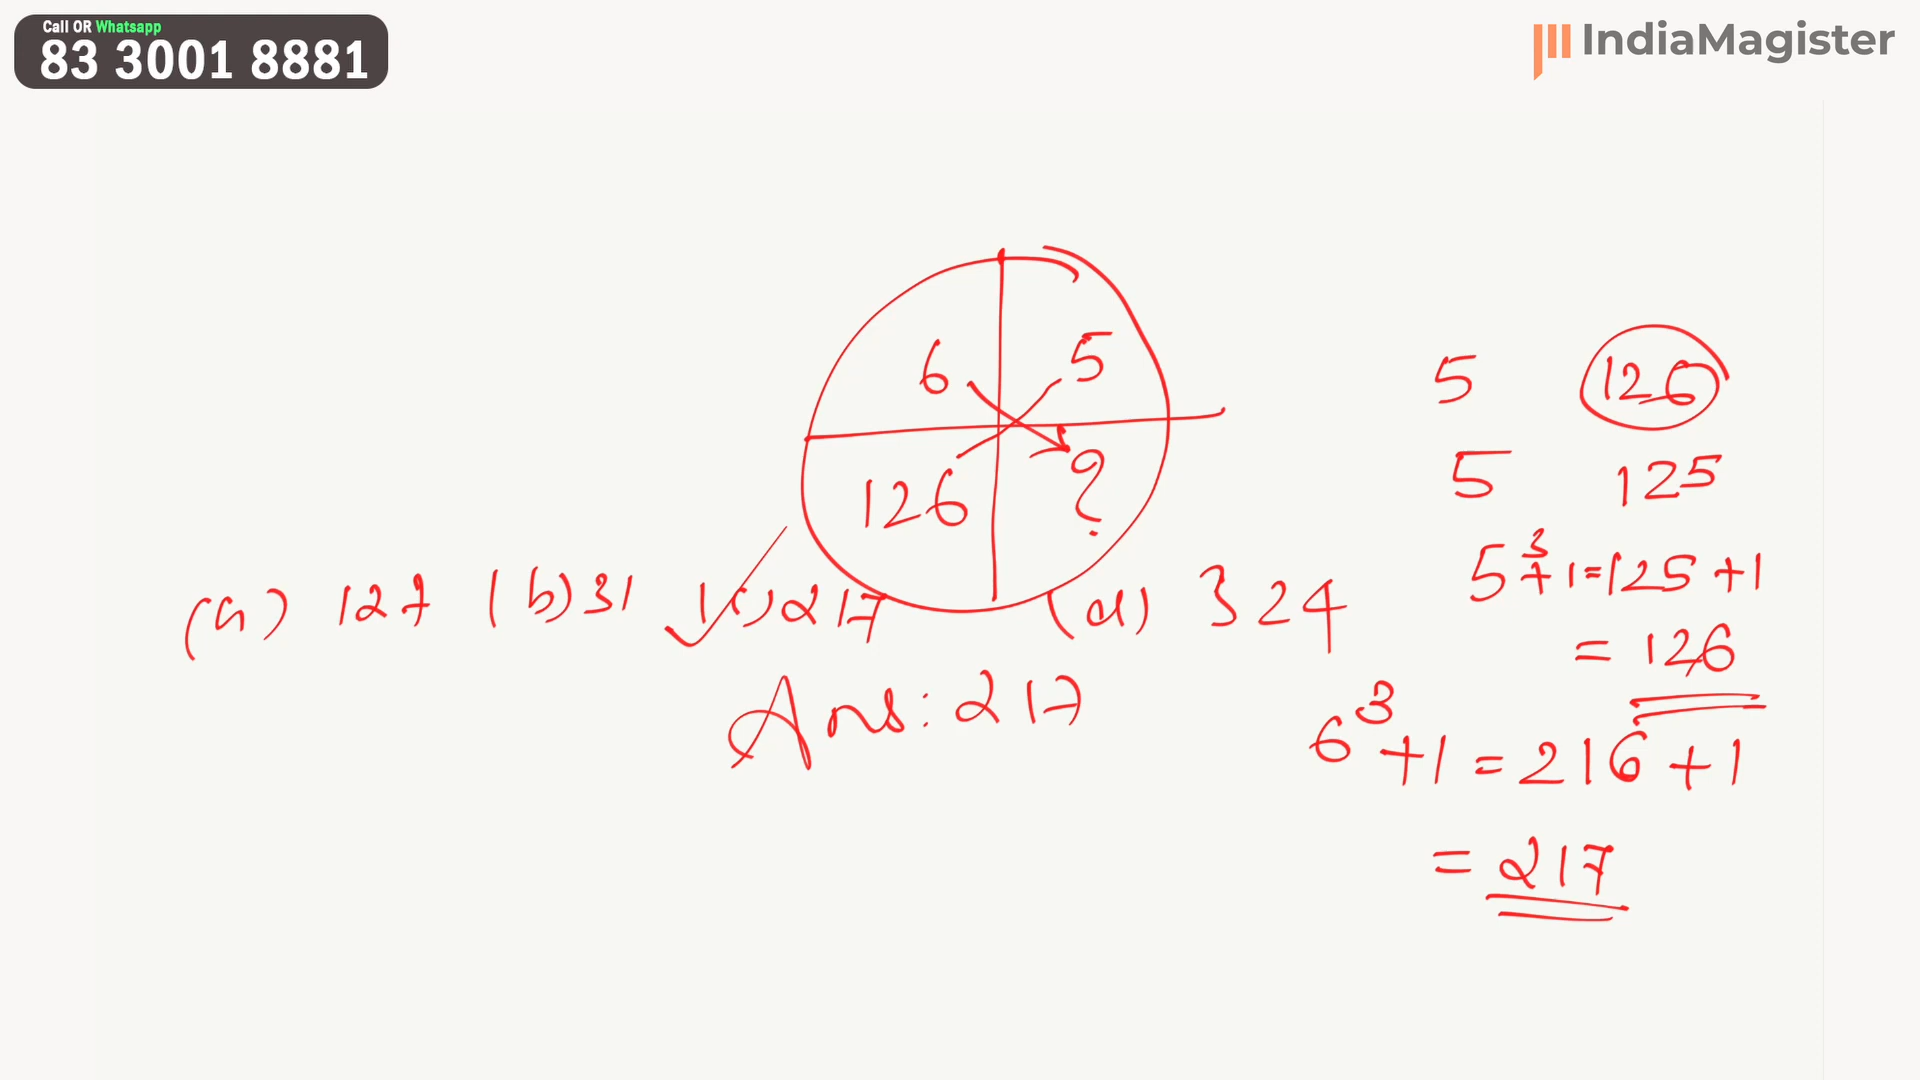 Call OR Whatsapp
83 3001 8881
IndiaMagister
6 5
126 ?
(a) 127 (b) 31 (c) 217 (d) 324
Ans: 217
5 126
5 125
5³+1=125+1
= 126
6³+1=216+1
= 217